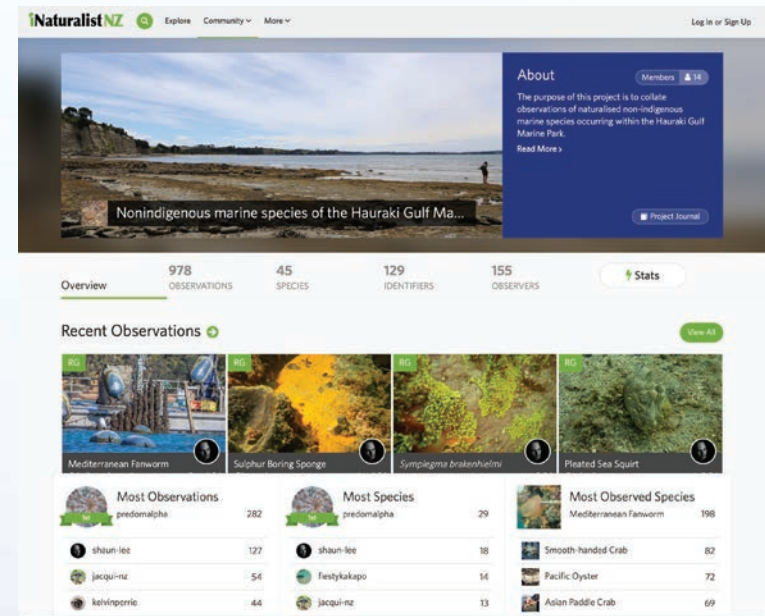 iNaturalistNZ Explore Community More Log In or Sign Up
About
Members 14
The purpose of this project is to collate
observations of naturalised non-indigenous
marine species occurring within the Hauraki Gulf
Marine Park.
Read More >
Nonindigenous marine species of the Hauraki Gulf Ma...
Project Journal
Overview
978
OBSERVATIONS
45
SPECIES
129
IDENTIFIERS
155
OBSERVERS
Stats
Recent Observations
View All
RG
Mediterranean Fanworm
RG
Sulphur Boring Sponge
RG
Symplegma brakenhielmi
RG
Pleated Sea Squirt
Most Observations
1st
predomalpha 282
shaun-lee 127
jacqui-nz 54
kelvinperrie 44
Most Species
1st
predomalpha 29
shaun-lee 18
fiestykakapo 14
jacqui-nz 13
Most Observed Species
Mediterranean Fanworm 198
Smooth-handed Crab 82
Pacific Oyster 72
Asian Paddle Crab 69